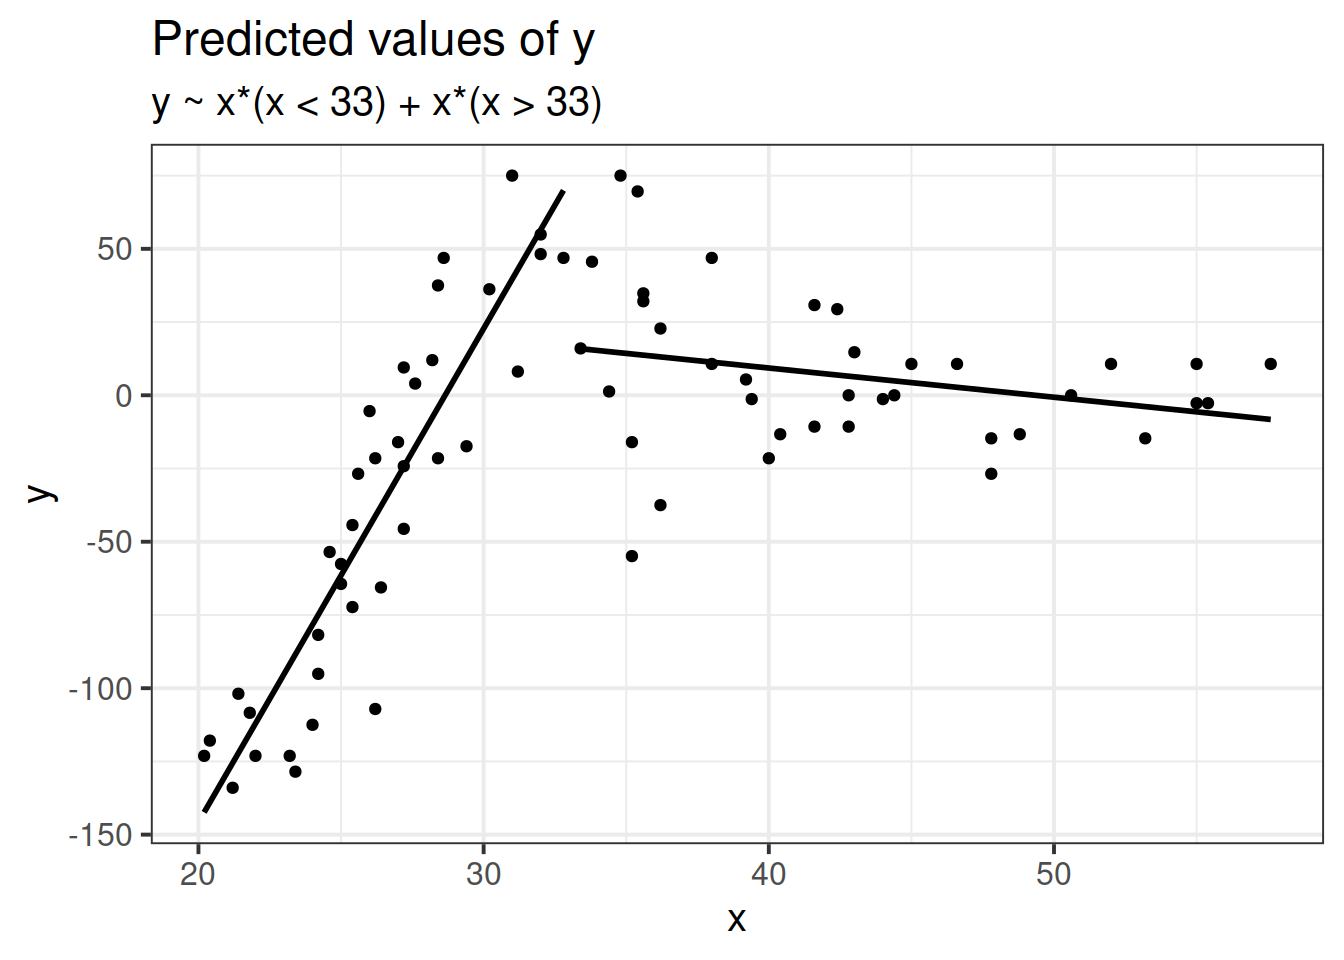 Predicted values of y
y ~ x*(x < 33) + x*(x > 33)
50
0
-50
-100
-150
y
20 30 40 50
x